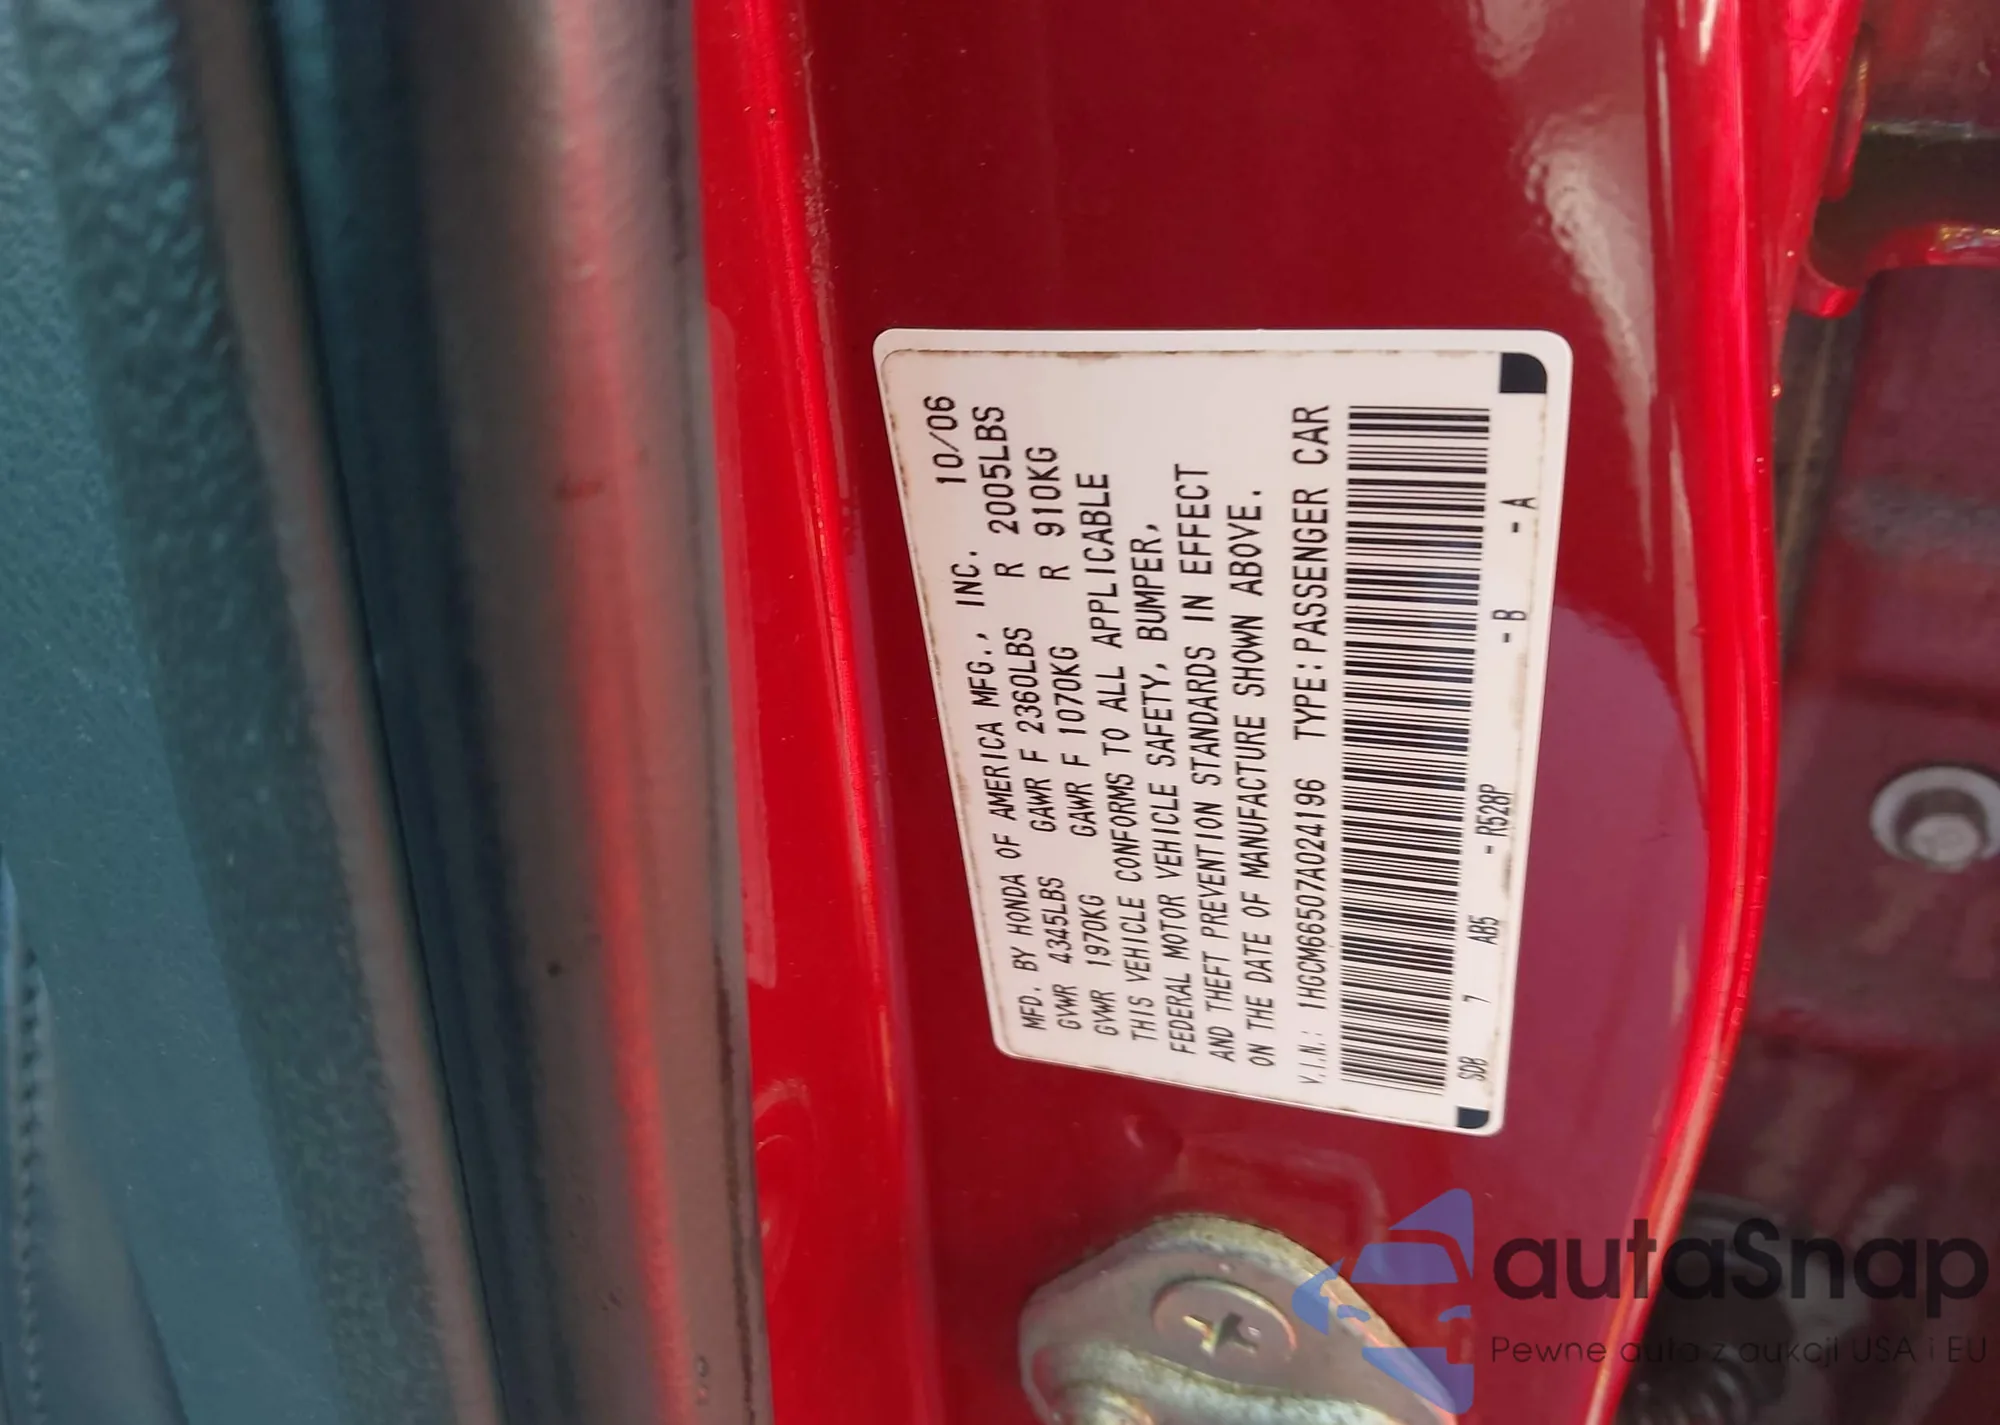 MFD. BY HONDA OF AMERICA MFG., INC. 10/06
GVWR 4345LBS GAWR F 2360LBS R 2005LBS
GVWR 1970KG GAWR F 1070KG R 910KG
THIS VEHICLE CONFORMS TO ALL APPLICABLE
FEDERAL MOTOR VEHICLE SAFETY, BUMPER,
AND THEFT PREVENTION STANDARDS IN EFFECT
ON THE DATE OF MANUFACTURE SHOWN ABOVE.
V.I.N.: 1HGCM66507A024196 TYPE:PASSENGER CAR
SDB 7 AB5 - R528P - B - A
autaSnap
Pewne auta z aukcji USA i EU